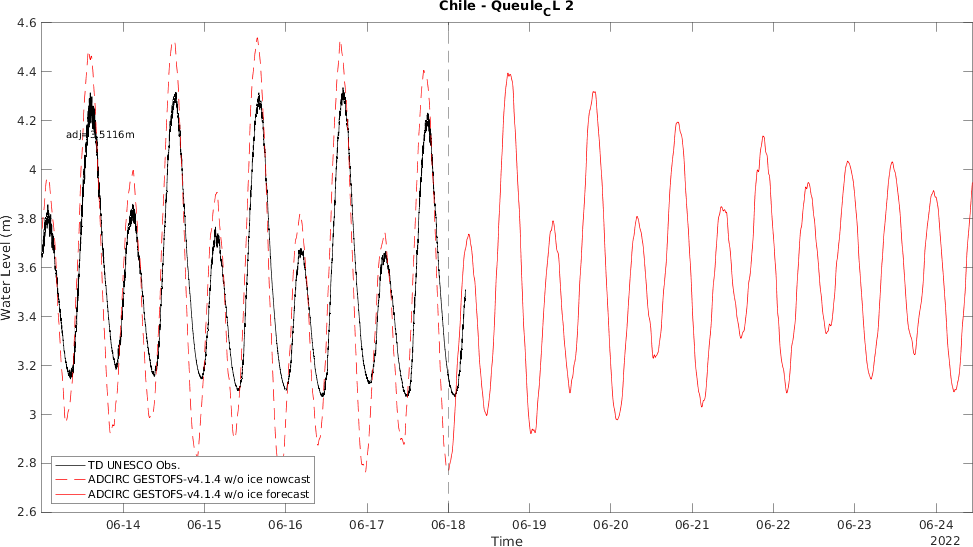 Chile - Queule_C L 2
4.6
4.4
4.2
4
3.8
3.6
3.4
3.2
3
2.8
2.6
Water Level (m)
adj=3.5116m
TD UNESCO Obs.
ADCIRC GESTOFS-v4.1.4 w/o ice nowcast
ADCIRC GESTOFS-v4.1.4 w/o ice forecast
06-14 06-15 06-16 06-17 06-18 06-19 06-20 06-21 06-22 06-23 06-24
Time
2022